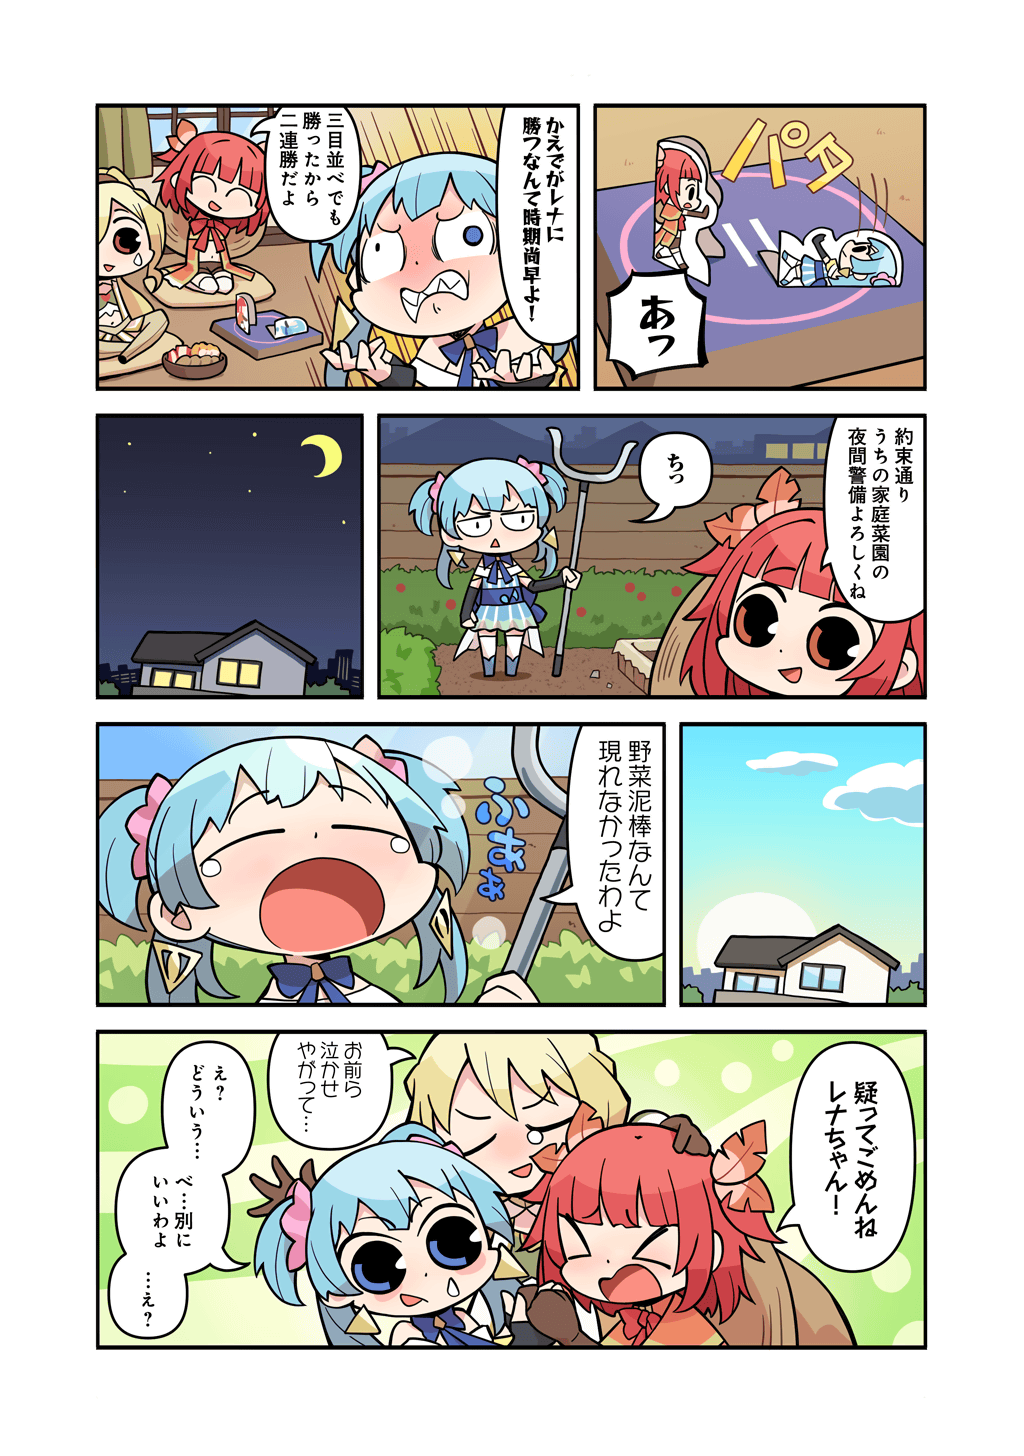 パタ
あっ
かえでがレナに
勝つなんて時期尚早よ！
三目並べでも
勝ったから
二連勝だよ
約束通り
うちの家庭菜園の
夜間警備よろしくね
ちっ
野菜泥棒なんて
現れなかったわよ
ふあぁ
疑ってごめんね
レナちゃん！
お前ら
泣かせ
やがって…
え？
どういう…
べ…別に
いいわよ
…え？